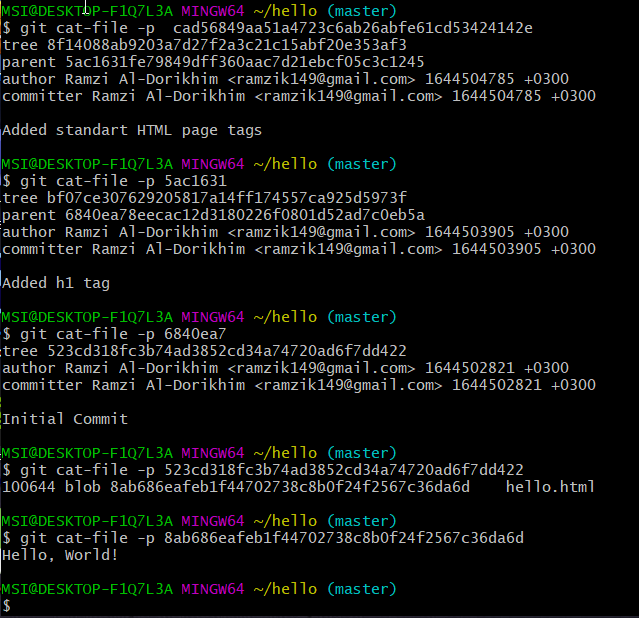 MSI@DESKTOP-F1Q7L3A MINGW64 ~/hello (master)
$ git cat-file -p  cad56849aa51a4723c6ab26abfe61cd53424142e
tree 8f14088ab9203a7d27f2a3c21c15abf20e353af3
parent 5ac1631fe79849dff360aac7d21ebcf05c3c1245
author Ramzi Al-Dorikhim <ramzik149@gmail.com> 1644504785 +0300
committer Ramzi Al-Dorikhim <ramzik149@gmail.com> 1644504785 +0300

Added standart HTML page tags

MSI@DESKTOP-F1Q7L3A MINGW64 ~/hello (master)
$ git cat-file -p 5ac1631
tree bf07ce307629205817a14ff174557ca925d5973f
parent 6840ea78eecac12d3180226f0801d52ad7c0eb5a
author Ramzi Al-Dorikhim <ramzik149@gmail.com> 1644503905 +0300
committer Ramzi Al-Dorikhim <ramzik149@gmail.com> 1644503905 +0300

Added h1 tag

MSI@DESKTOP-F1Q7L3A MINGW64 ~/hello (master)
$ git cat-file -p 6840ea7
tree 523cd318fc3b74ad3852cd34a74720ad6f7dd422
author Ramzi Al-Dorikhim <ramzik149@gmail.com> 1644502821 +0300
committer Ramzi Al-Dorikhim <ramzik149@gmail.com> 1644502821 +0300

Initial Commit

MSI@DESKTOP-F1Q7L3A MINGW64 ~/hello (master)
$ git cat-file -p 523cd318fc3b74ad3852cd34a74720ad6f7dd422
100644 blob 8ab686eafeb1f44702738c8b0f24f2567c36da6d    hello.html

MSI@DESKTOP-F1Q7L3A MINGW64 ~/hello (master)
$ git cat-file -p 8ab686eafeb1f44702738c8b0f24f2567c36da6d
Hello, World!

MSI@DESKTOP-F1Q7L3A MINGW64 ~/hello (master)
$